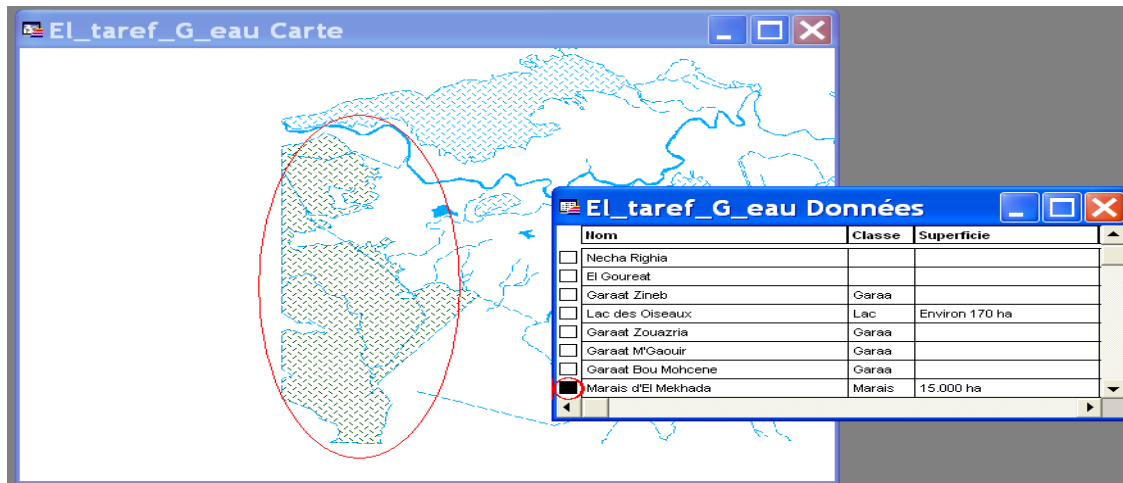 El_taref_G_eau Carte
El_taref_G_eau Données
Nom Classe Superficie
Necha Righia
El Goureat
Garaat Zineb Garaa
Lac des Oiseaux Lac Environ 170 ha
Garaat Zouazria Garaa
Garaat M'Gaouir Garaa
Garaat Bou Mohcene Garaa
Marais d'El Mekhada Marais 15.000 ha